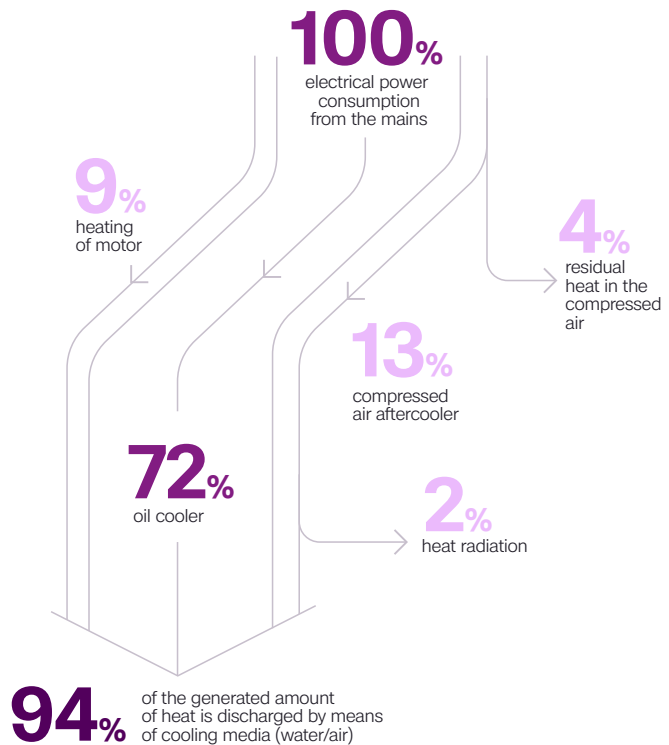 100%
electrical power
consumption
from the mains
9%
heating
of motor
4%
residual
heat in the
compressed
air
13%
compressed
air aftercooler
72%
oil cooler
2%
heat radiation
94%
of the generated amount
of heat is discharged by means
of cooling media (water/air)